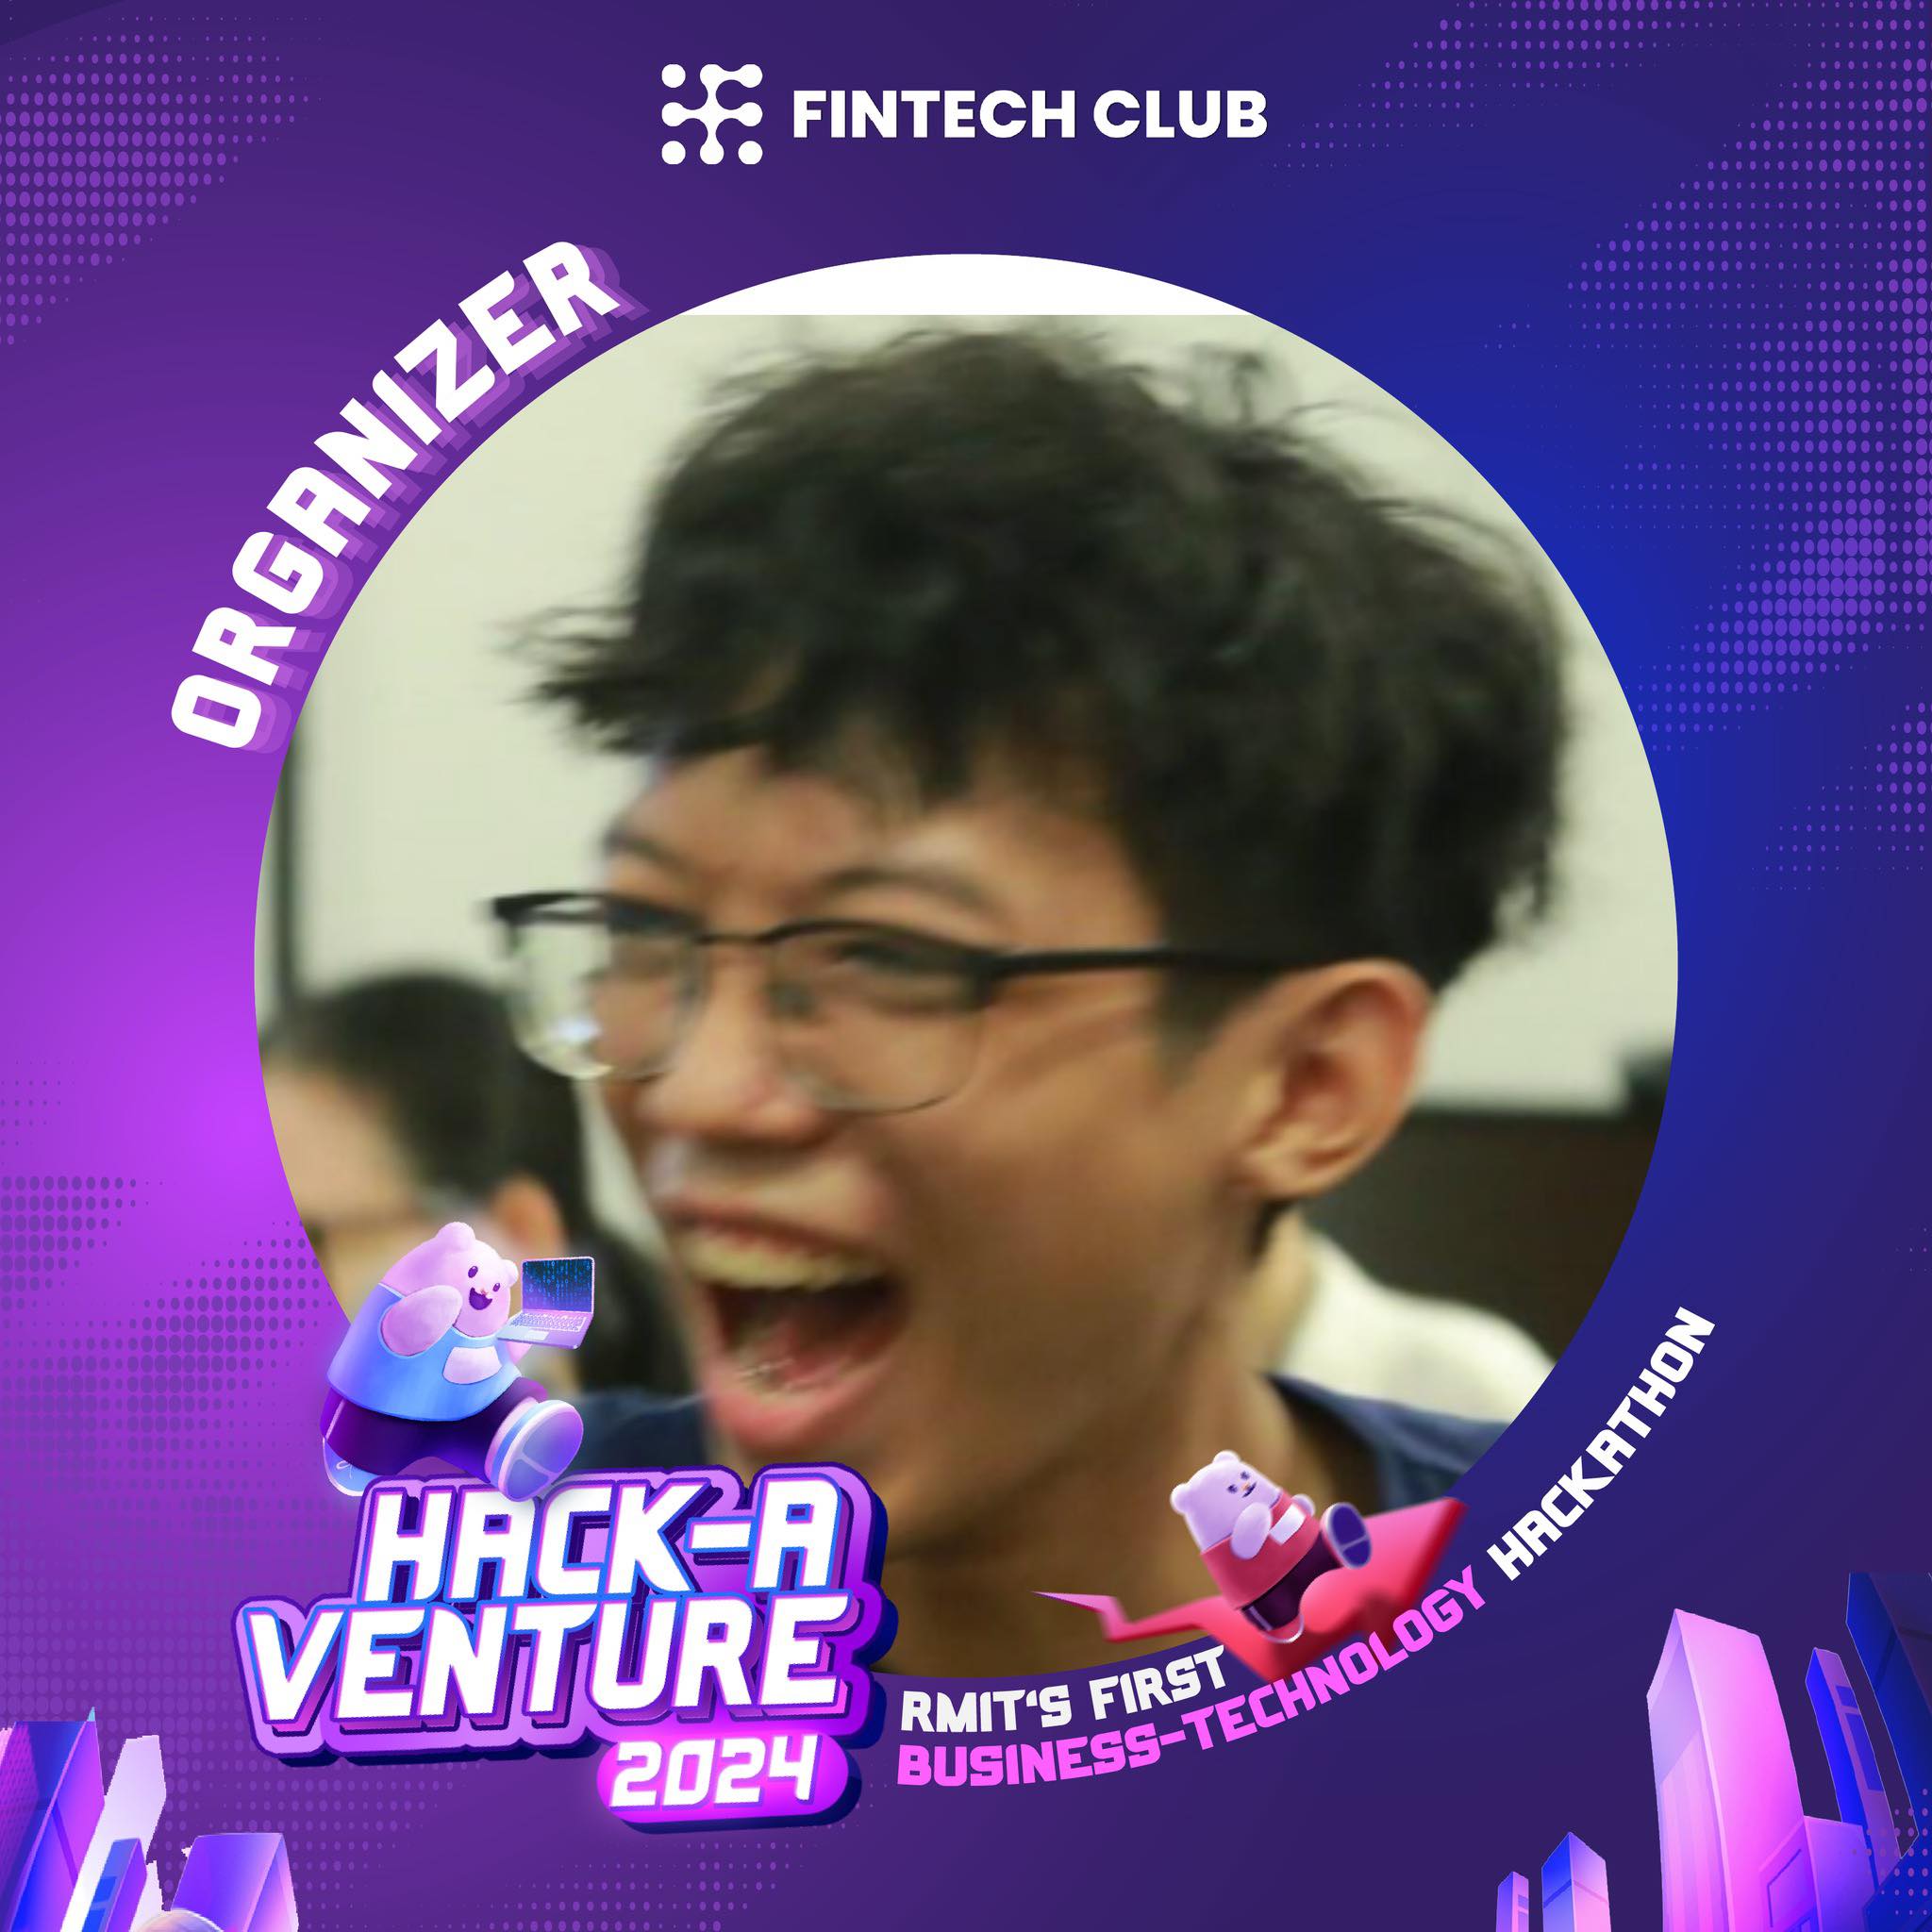 FINTECH CLUB
ORGANIZER
HACK-A
VENTURE
2024
RMIT'S FIRST
BUSINESS-TECHNOLOGY HACKATHON